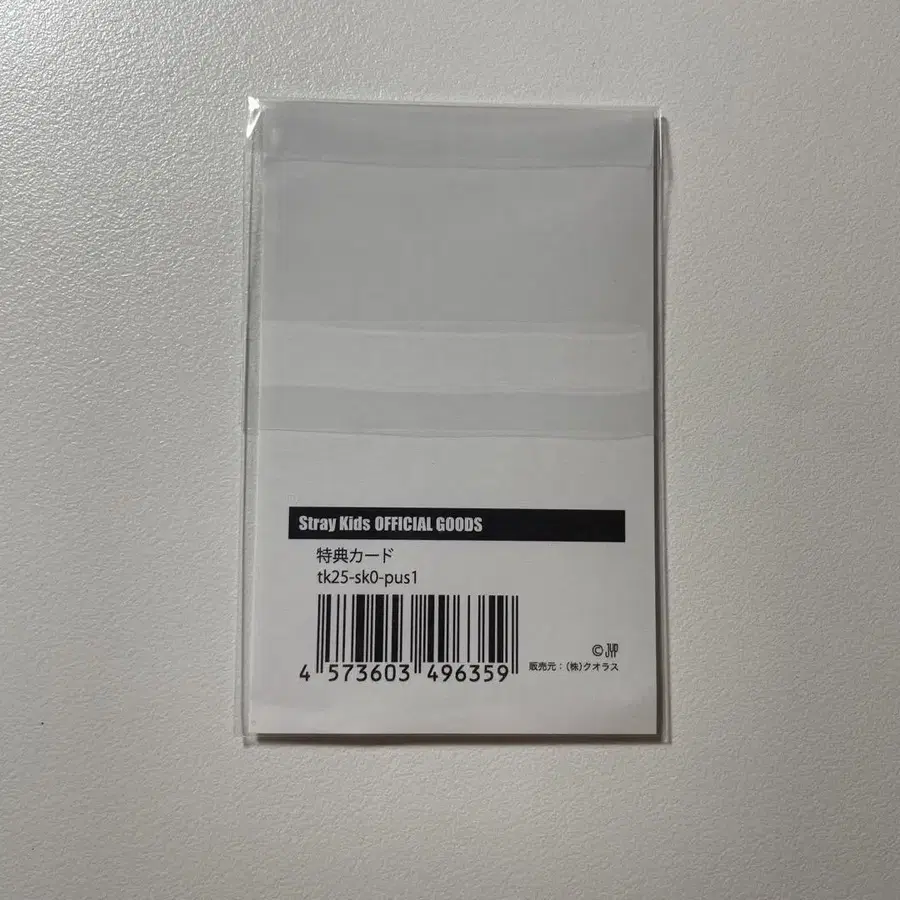 Stray Kids OFFICIAL GOODS
特典カード
tk25-sk0-pus1
4 573603 496359
© JYP
販売元：（株）クオラス